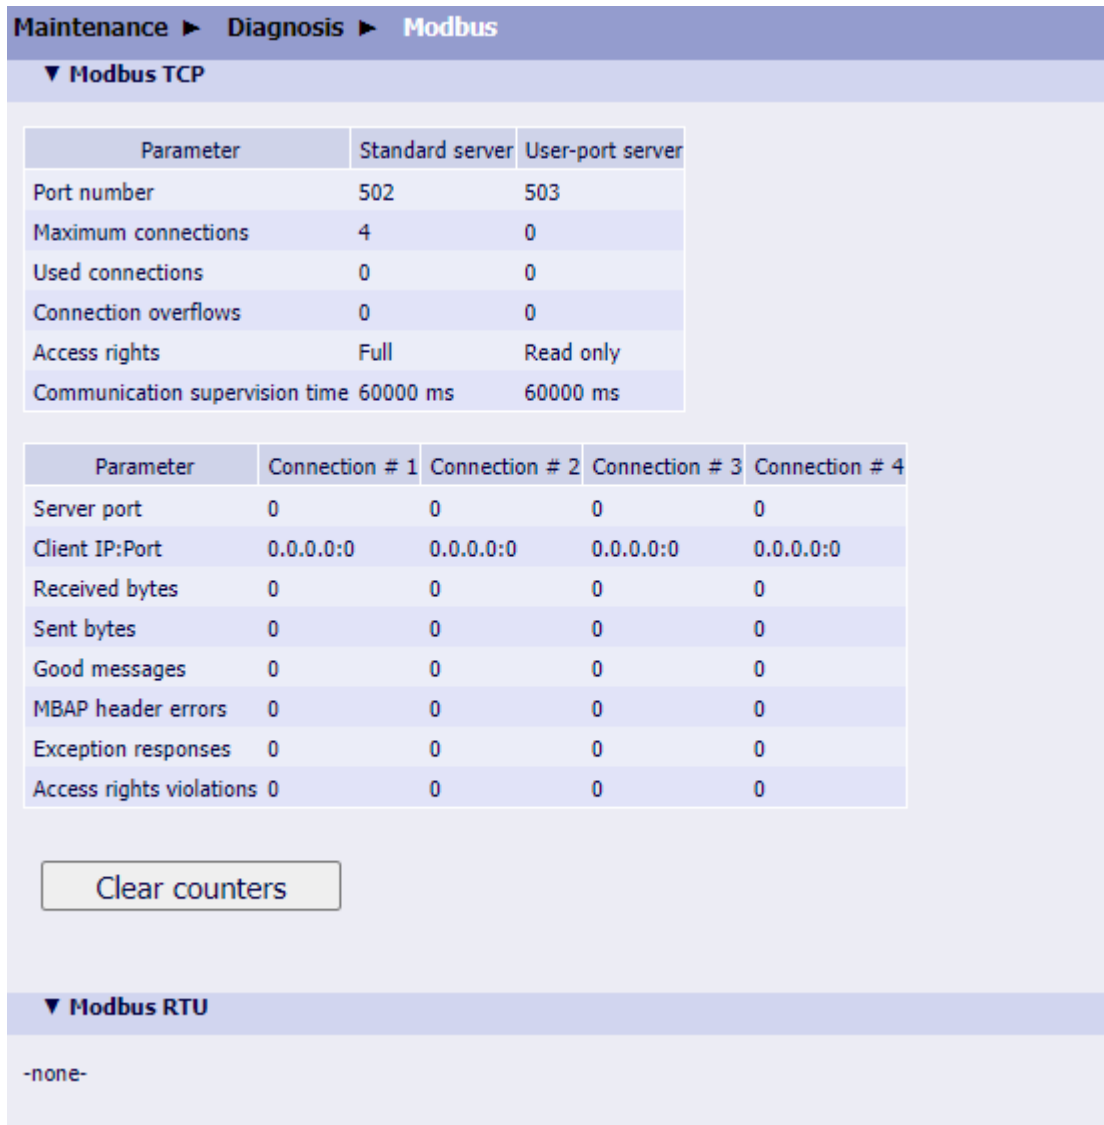 Maintenance ► Diagnosis ► Modbus
▼ Modbus TCP
Parameter Standard server User-port server
Port number 502 503
Maximum connections 4 0
Used connections 0 0
Connection overflows 0 0
Access rights Full Read only
Communication supervision time 60000 ms 60000 ms
Parameter Connection # 1 Connection # 2 Connection # 3 Connection # 4
Server port 0 0 0 0
Client IP:Port 0.0.0.0:0 0.0.0.0:0 0.0.0.0:0 0.0.0.0:0
Received bytes 0 0 0 0
Sent bytes 0 0 0 0
Good messages 0 0 0 0
MBAP header errors 0 0 0 0
Exception responses 0 0 0 0
Access rights violations 0 0 0 0
Clear counters
▼ Modbus RTU
-none-